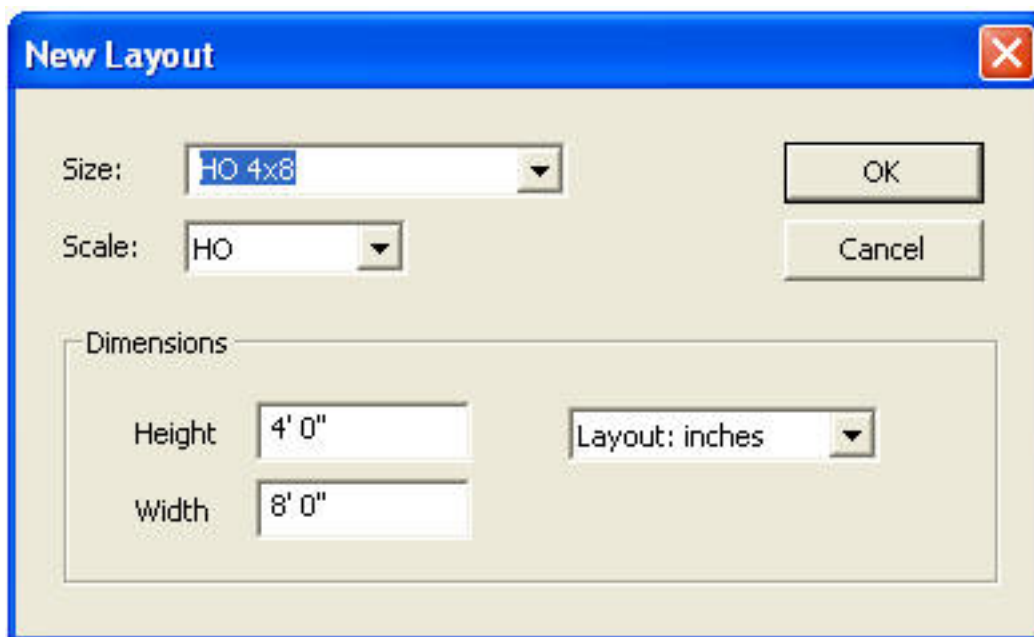 New Layout
Size: HO 4x8 OK
Scale: HO Cancel
Dimensions
Height 4' 0" Layout: inches
Width 8' 0"